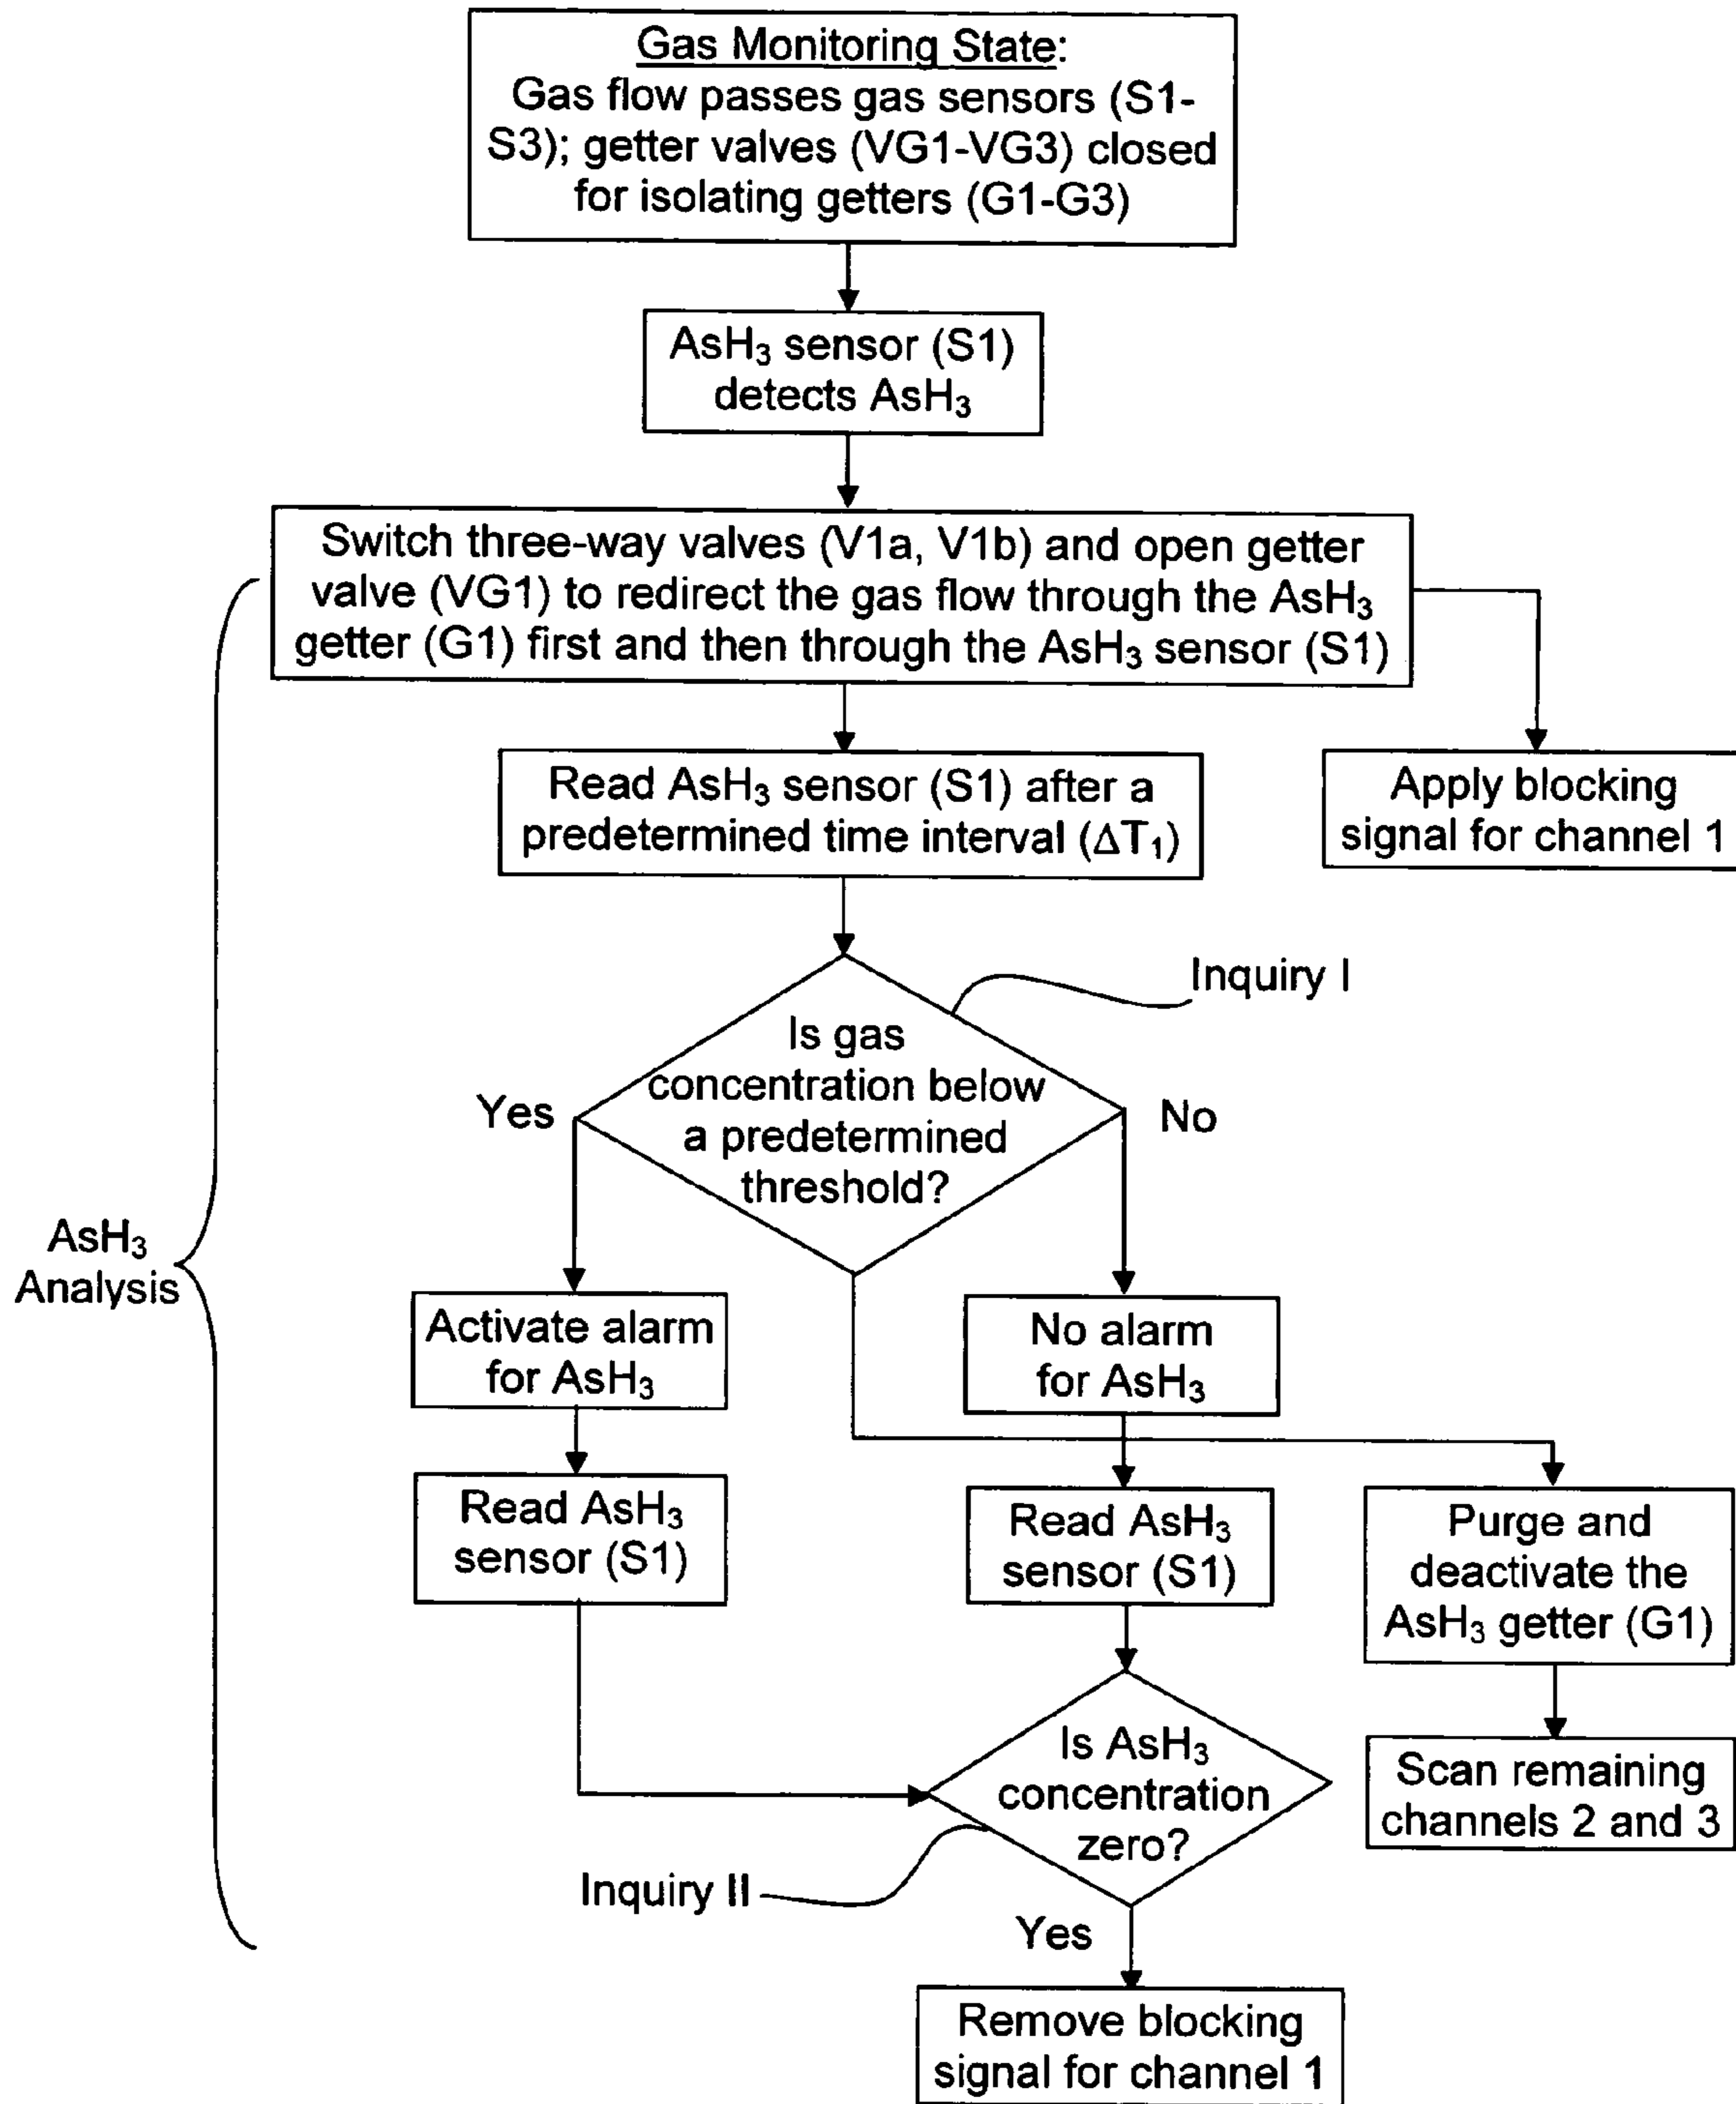 Gas Monitoring State:
Gas flow passes gas sensors (S1-
S3); getter valves (VG1-VG3) closed
for isolating getters (G1-G3)
AsH₃ sensor (S1)
detects AsH₃
Switch three-way valves (V1a, V1b) and open getter
valve (VG1) to redirect the gas flow through the AsH₃
getter (G1) first and then through the AsH₃ sensor (S1)
Read AsH₃ sensor (S1) after a
predetermined time interval (ΔT₁)
Apply blocking
signal for channel 1
Inquiry I
Is gas
concentration below
a predetermined
threshold?
Yes
No
AsH₃
Analysis
Activate alarm
for AsH₃
No alarm
for AsH₃
Read AsH₃
sensor (S1)
Read AsH₃
sensor (S1)
Purge and
deactivate the
AsH₃ getter (G1)
Is AsH₃
concentration
zero?
Scan remaining
channels 2 and 3
Inquiry II
Yes
Remove blocking
signal for channel 1